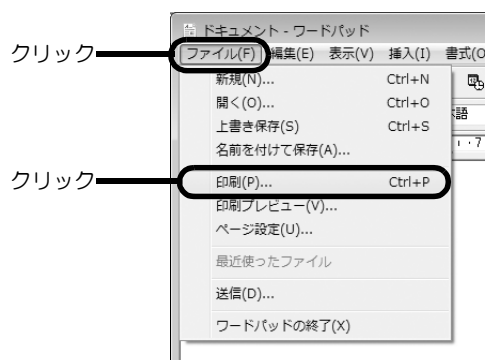 ドキュメント - ワードパッド
クリック
ファイル(F) 編集(E) 表示(V) 挿入(I) 書式(O
新規(N)... Ctrl+N
開く(O)... Ctrl+O
語
上書き保存(S) Ctrl+S
名前を付けて保存(A)...
7
クリック
印刷(P)... Ctrl+P
印刷プレビュー(V)...
ページ設定(U)...
最近使ったファイル
送信(D)...
ワードパッドの終了(X)